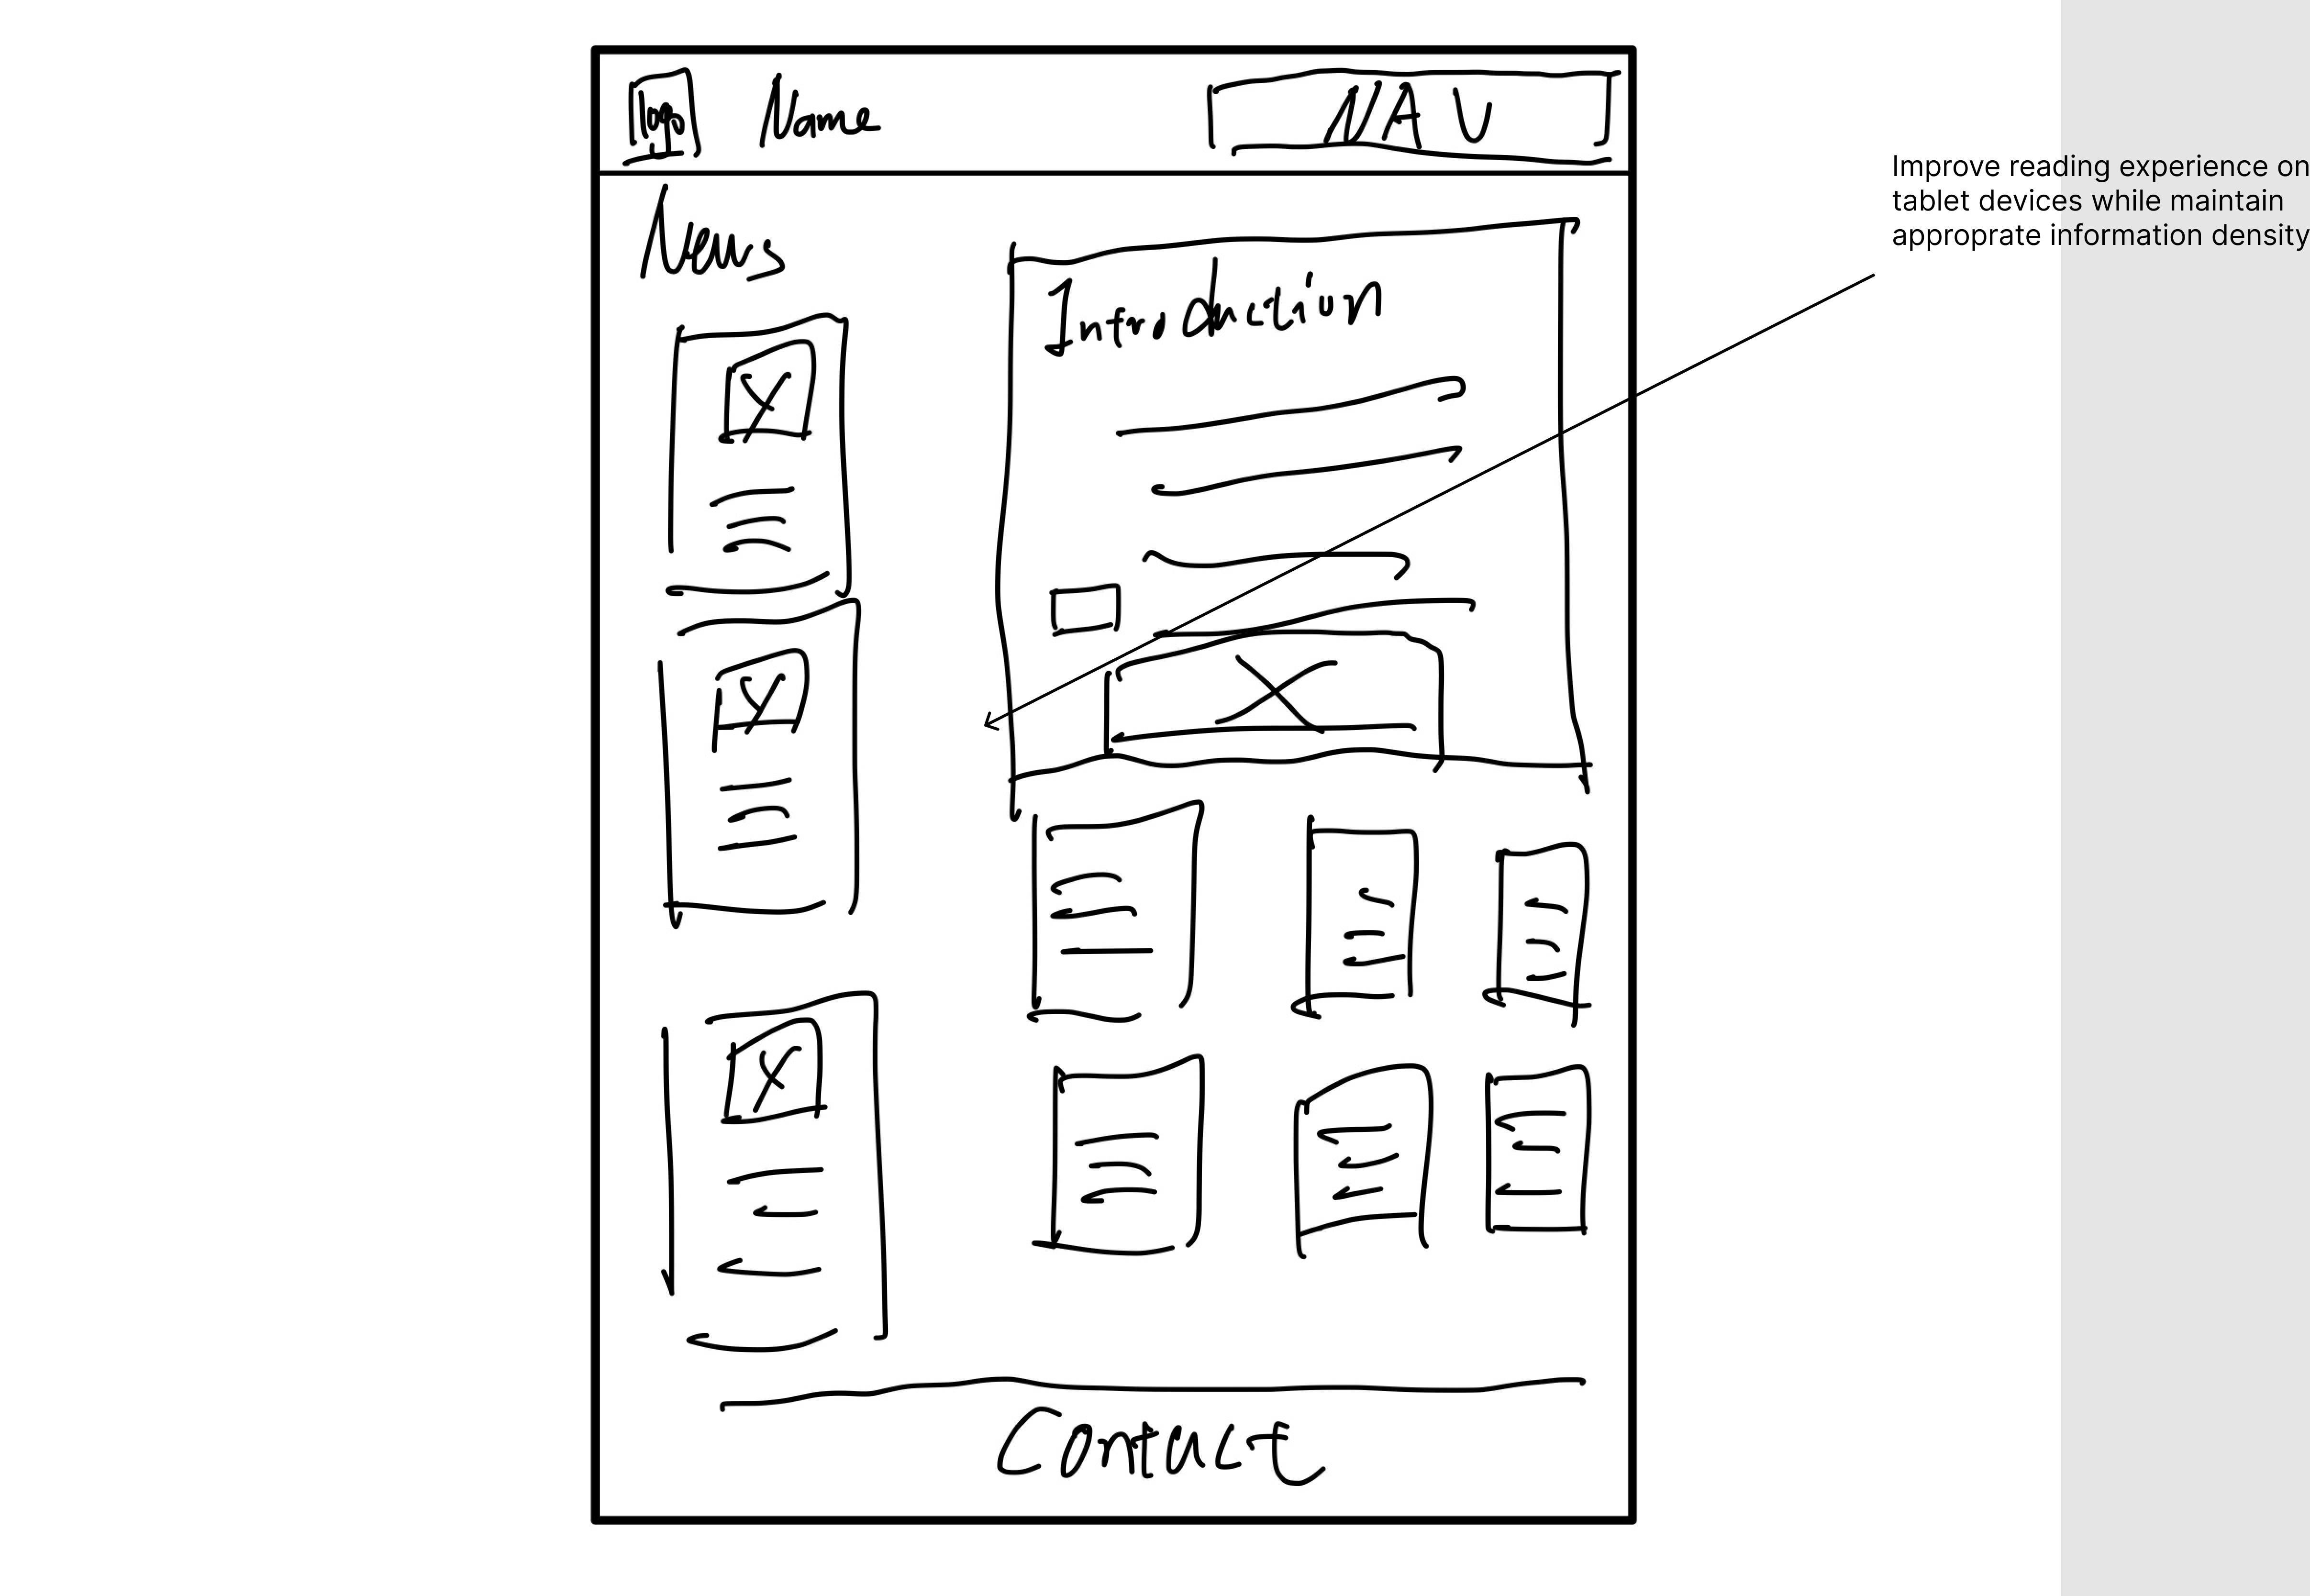 Logo
Name
NAV
News
Introduction
Contact
Improve reading experience on
tablet devices while maintain
approprate information density